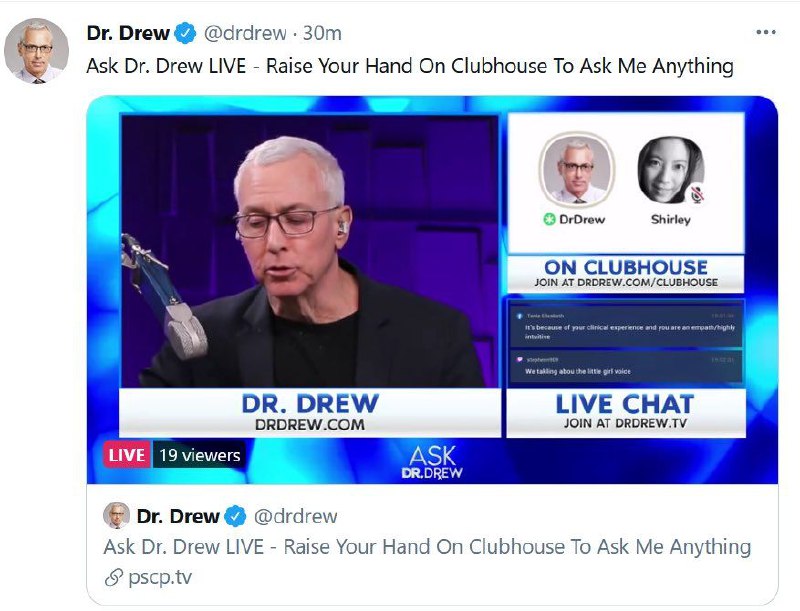 Dr. Drew @drdrew · 30m
Ask Dr. Drew LIVE - Raise Your Hand On Clubhouse To Ask Me Anything
DrDrew
Shirley
ON CLUBHOUSE
JOIN AT DRDREW.COM/CLUBHOUSE
It's because of your clinical experience and you are an empath/highly
intuitive
We talking abou the little girl voice
DR. DREW
DRDREW.COM
LIVE CHAT
JOIN AT DRDREW.TV
LIVE 19 viewers
ASK
DR.DREW
Dr. Drew @drdrew
Ask Dr. Drew LIVE - Raise Your Hand On Clubhouse To Ask Me Anything
pscp.tv